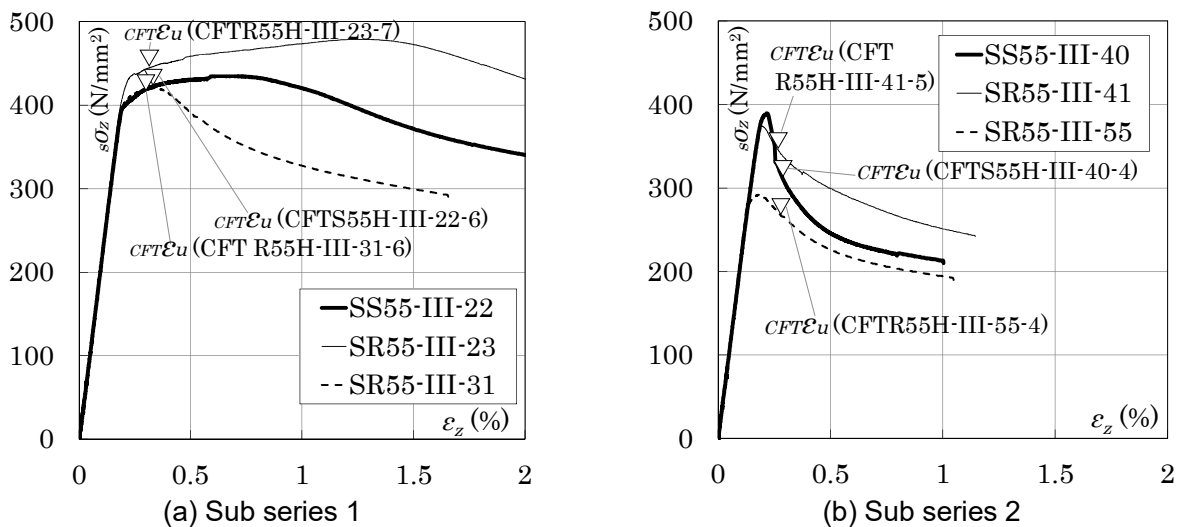 500
400
300
200
100
0
sσz (N/mm²)
CFTεu (CFTR55H-III-23-7)
CFTεu (CFTS55H-III-22-6)
CFTεu (CFT R55H-III-31-6)
SS55-III-22
SR55-III-23
SR55-III-31
εz (%)
0 0.5 1 1.5 2
(a) Sub series 1
500
400
300
200
100
0
sσz (N/mm²)
CFTεu (CFT
R55H-III-41-5)
SS55-III-40
SR55-III-41
SR55-III-55
CFTεu (CFTS55H-III-40-4)
CFTεu (CFTR55H-III-55-4)
εz (%)
0 0.5 1 1.5 2
(b) Sub series 2